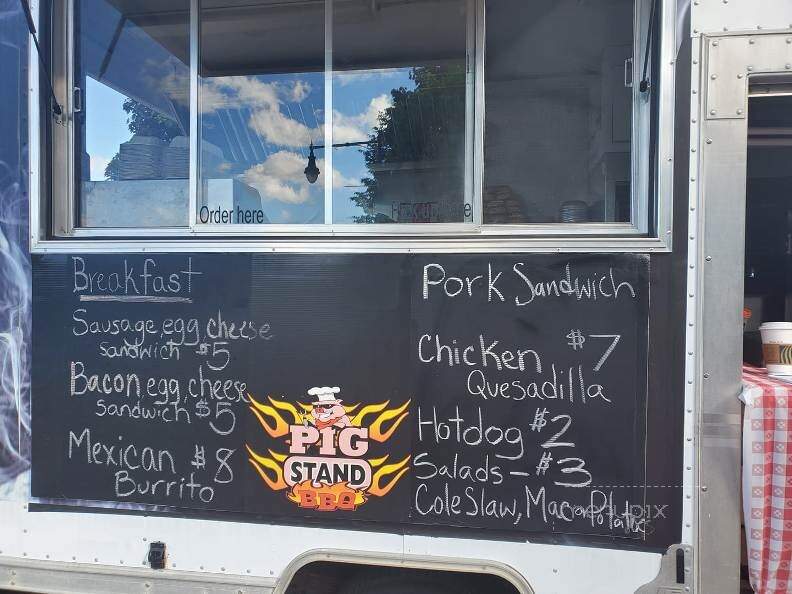 Order here
Breakfast
Sausage, egg, cheese
Sandwich $5
Bacon, egg, cheese
Sandwich $5
Mexican $8
Burrito
PIG
STAND
BBQ
Pork Sandwich
Chicken $7
Quesadilla
Hotdog $2
Salads - $3
Cole Slaw, Mac